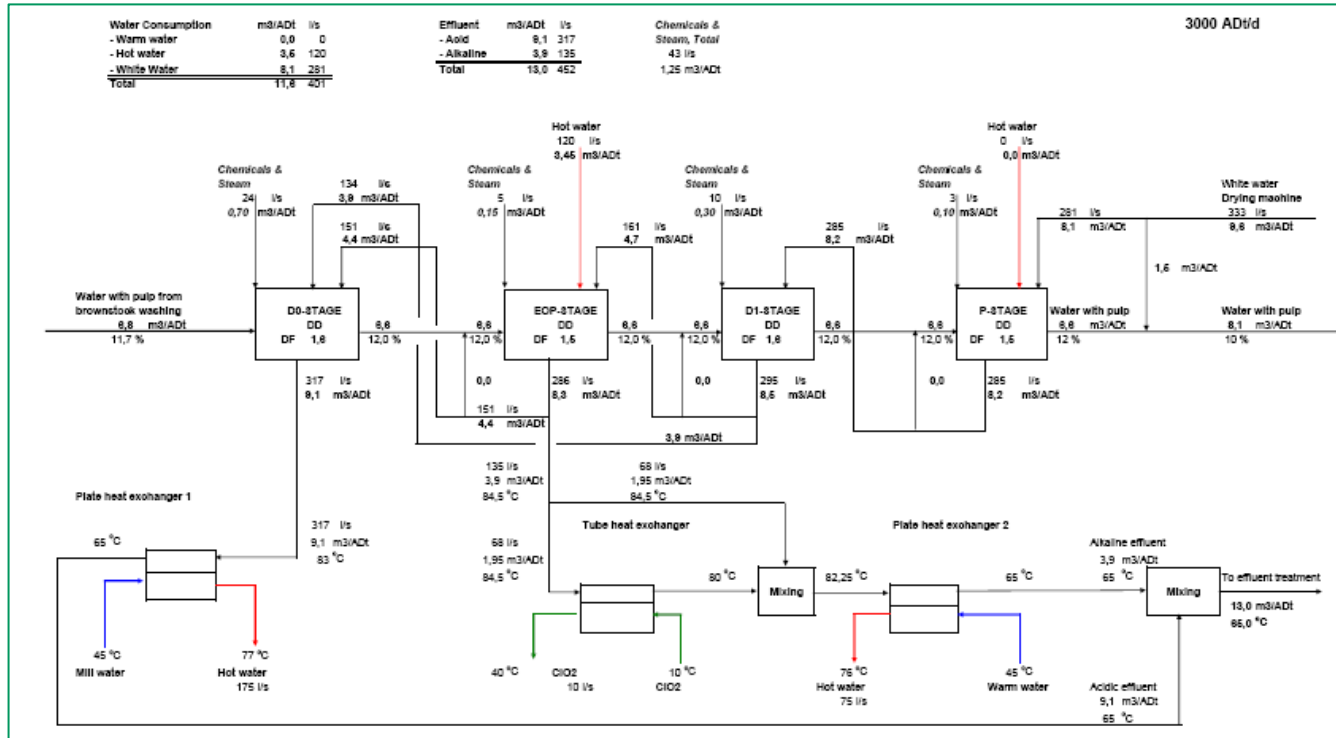 Water Consumption m3/ADt l/s
- Warm water 0,0 0
- Hot water 3,5 120
- White Water 8,1 281
Total 11,6 401
Effluent m3/ADt l/s
- Acid 9,1 317
- Alkaline 3,9 135
Total 13,0 452
Chemicals &
Steam, Total
43 l/s
1,25 m3/ADt
3000 ADt/d
Hot water
120 l/s
3,45 m3/ADt
Hot water
0 l/s
0,0 m3/ADt
Chemicals &
Steam
24 l/s
0,70 m3/ADt
134 l/s
3,9 m3/ADt
151 l/s
4,4 m3/ADt
Chemicals &
Steam
5 l/s
0,15 m3/ADt
161 l/s
4,7 m3/ADt
Chemicals &
Steam
10 l/s
0,30 m3/ADt
285 l/s
8,2 m3/ADt
Chemicals &
Steam
3 l/s
0,10 m3/ADt
281 l/s
8,1 m3/ADt
White water
Drying machine
333 l/s
9,6 m3/ADt
1,5 m3/ADt
Water with pulp from
brownstock washing
6,8 m3/ADt
11,7 %
D0-STAGE
DD
DF 1,6
6,6 6,6
12,0 % 12,0 %
EOP-STAGE
DD
DF 1,5
6,6 6,6
12,0 % 12,0 %
D1-STAGE
DD
DF 1,6
6,6 6,6
12,0 % 12,0 %
P-STAGE
DD
DF 1,5
Water with pulp
6,6 m3/ADt
12 %
Water with pulp
8,1 m3/ADt
10 %
317 l/s
9,1 m3/ADt
0,0
286 l/s
8,3 m3/ADt
0,0
295 l/s
8,5 m3/ADt
0,0
285 l/s
8,2 m3/ADt
151 l/s
4,4 m3/ADt
3,9 m3/ADt
135 l/s
3,9 m3/ADt
84,5 °C
68 l/s
1,95 m3/ADt
84,5 °C
Plate heat exhanger 1
Tube heat exhanger
Plate heat exhanger 2
65 °C
317 l/s
9,1 m3/ADt
83 °C
68 l/s
1,95 m3/ADt
84,5 °C
80 °C
Mixing
82,25 °C
65 °C
Alkaline effluent
3,9 m3/ADt
65 °C
Mixing
To effluent treatment
13,0 m3/ADt
65,0 °C
45 °C
Mill water
77 °C
Hot water
175 l/s
40 °C
ClO2
10 l/s
10 °C
ClO2
76 °C
Hot water
75 l/s
45 °C
Warm water
Acidic effluent
9,1 m3/ADt
65 °C